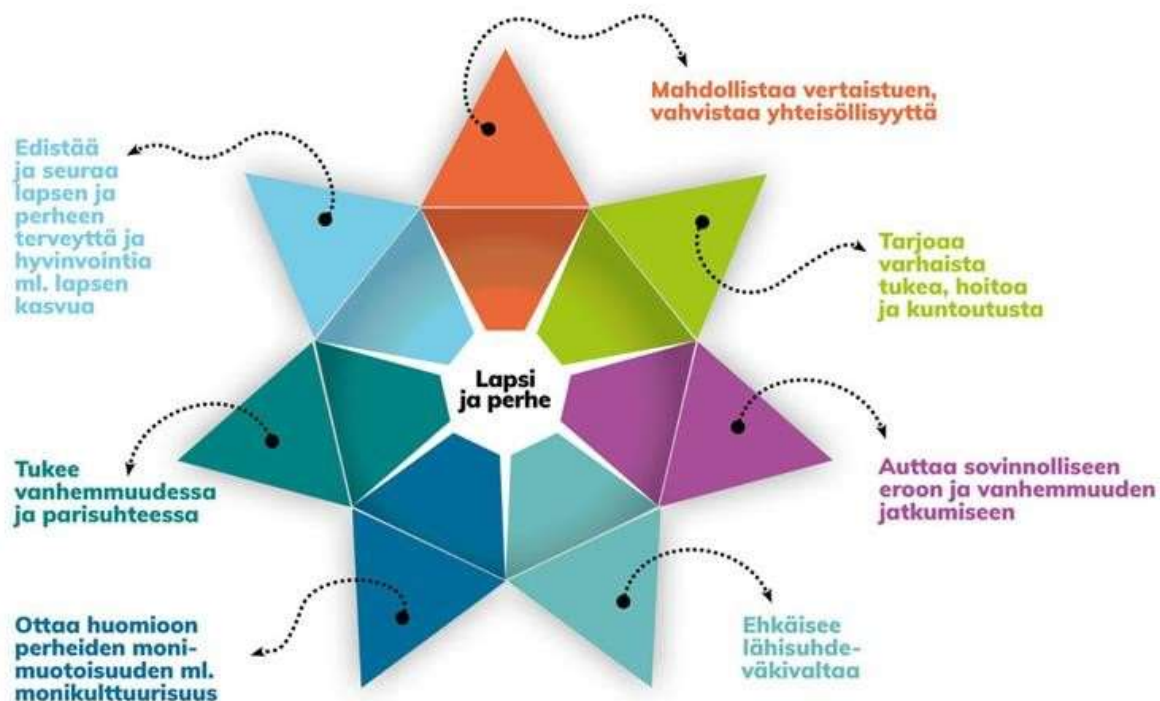 Mahdollistaa vertaistuen,
vahvistaa yhteisöllisyyttä
Tarjoaa
varhaista
tukea, hoitoa
ja kuntoutusta
Auttaa sovinnolliseen
eroon ja vanhemmuuden
jatkumiseen
Ehkäisee
lähisuhde-
väkivaltaa
Ottaa huomioon
perheiden moni-
muotoisuuden ml.
monikulttuurisuus
Tukee
vanhemmuudessa
ja parisuhteessa
Edistää
ja seuraa
lapsen ja
perheen
terveyttä ja
hyvinvointia
ml. lapsen
kasvua
Lapsi
ja perhe